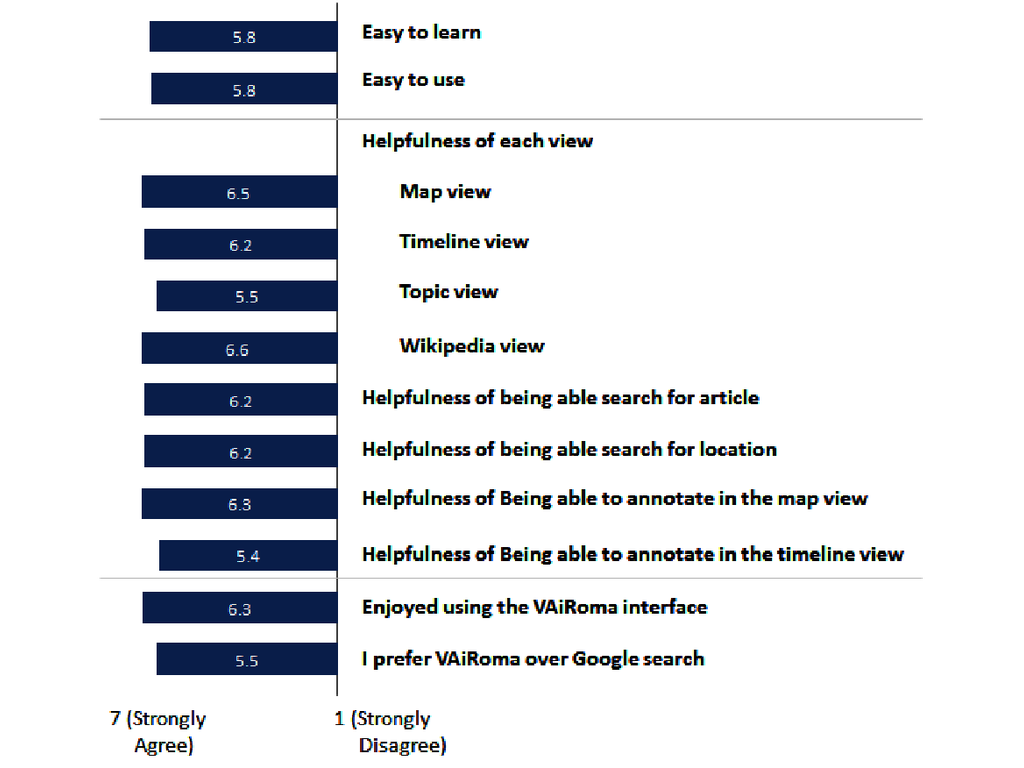 5.8 Easy to learn
5.8 Easy to use
Helpfulness of each view
6.5 Map view
6.2 Timeline view
5.5 Topic view
6.6 Wikipedia view
6.2 Helpfulness of being able search for article
6.2 Helpfulness of being able search for location
6.3 Helpfulness of Being able to annotate in the map view
5.4 Helpfulness of Being able to annotate in the timeline view
6.3 Enjoyed using the VAiRoma interface
5.5 I prefer VAiRoma over Google search
7 (Strongly
Agree)
1 (Strongly
Disagree)